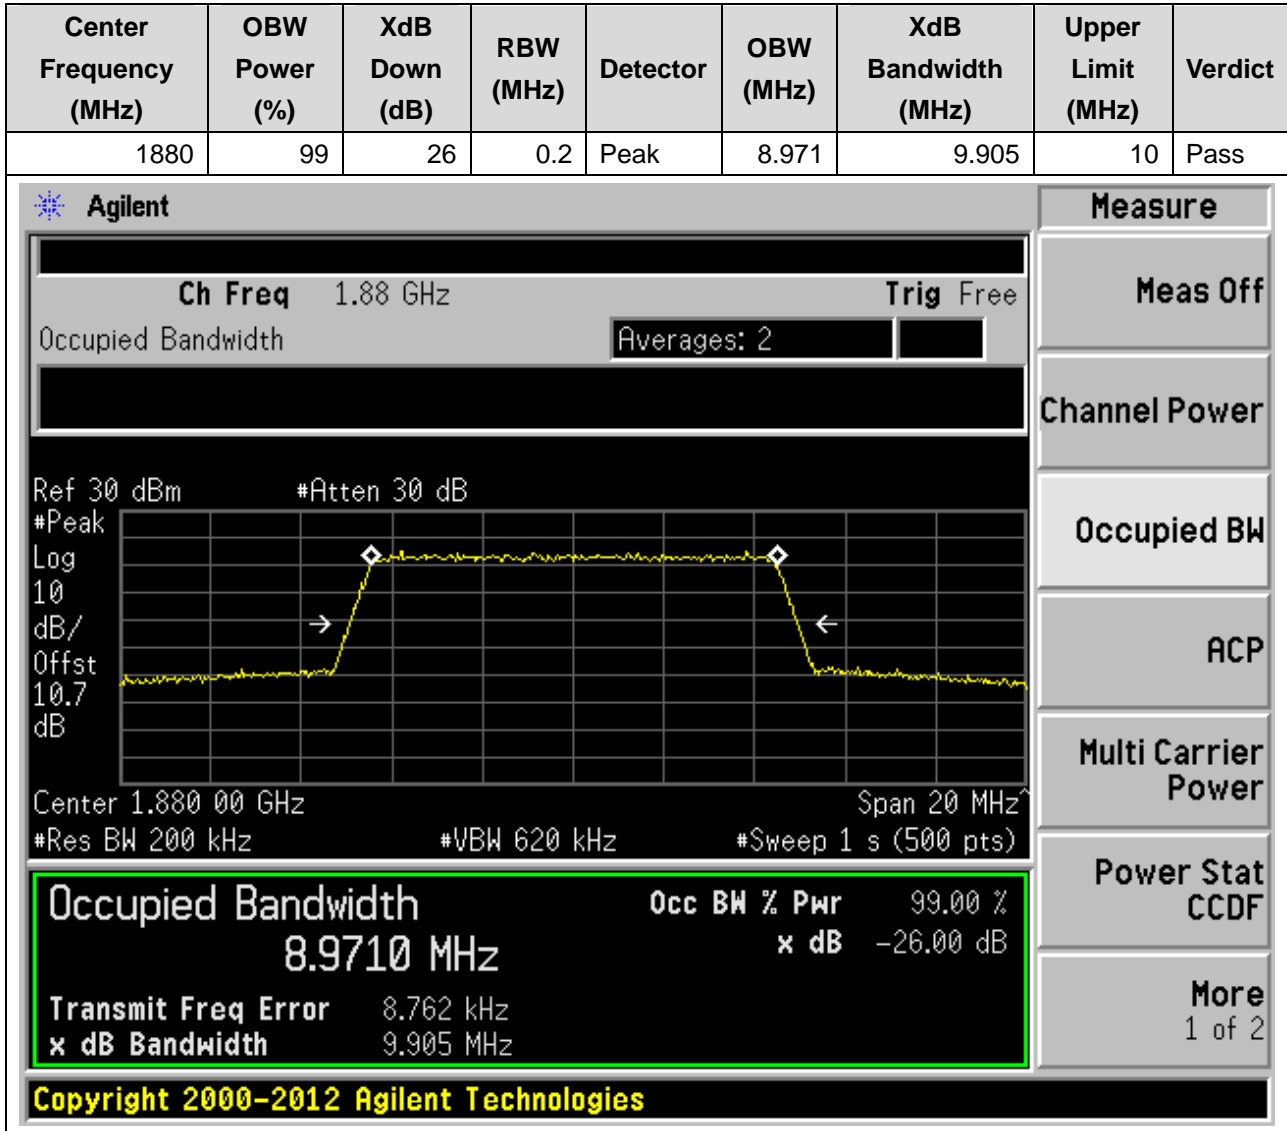 Center Frequency (MHz) OBW Power (%) XdB Down (dB) RBW (MHz) Detector OBW (MHz) XdB Bandwidth (MHz) Upper Limit (MHz) Verdict
1880 99 26 0.2 Peak 8.971 9.905 10 Pass
Agilent
Measure
Ch Freq 1.88 GHz Trig Free
Occupied Bandwidth Averages: 2
Meas Off
Channel Power
Occupied BW
ACP
Multi Carrier
Power
Power Stat
CCDF
More
1 of 2
Ref 30 dBm #Atten 30 dB
#Peak
Log
10
dB/
Offst
10.7
dB
Center 1.880 00 GHz Span 20 MHz^
#Res BW 200 kHz #VBW 620 kHz #Sweep 1 s (500 pts)
Occupied Bandwidth Occ BW % Pwr 99.00 %
8.9710 MHz x dB -26.00 dB
Transmit Freq Error 8.762 kHz
x dB Bandwidth 9.905 MHz
Copyright 2000-2012 Agilent Technologies